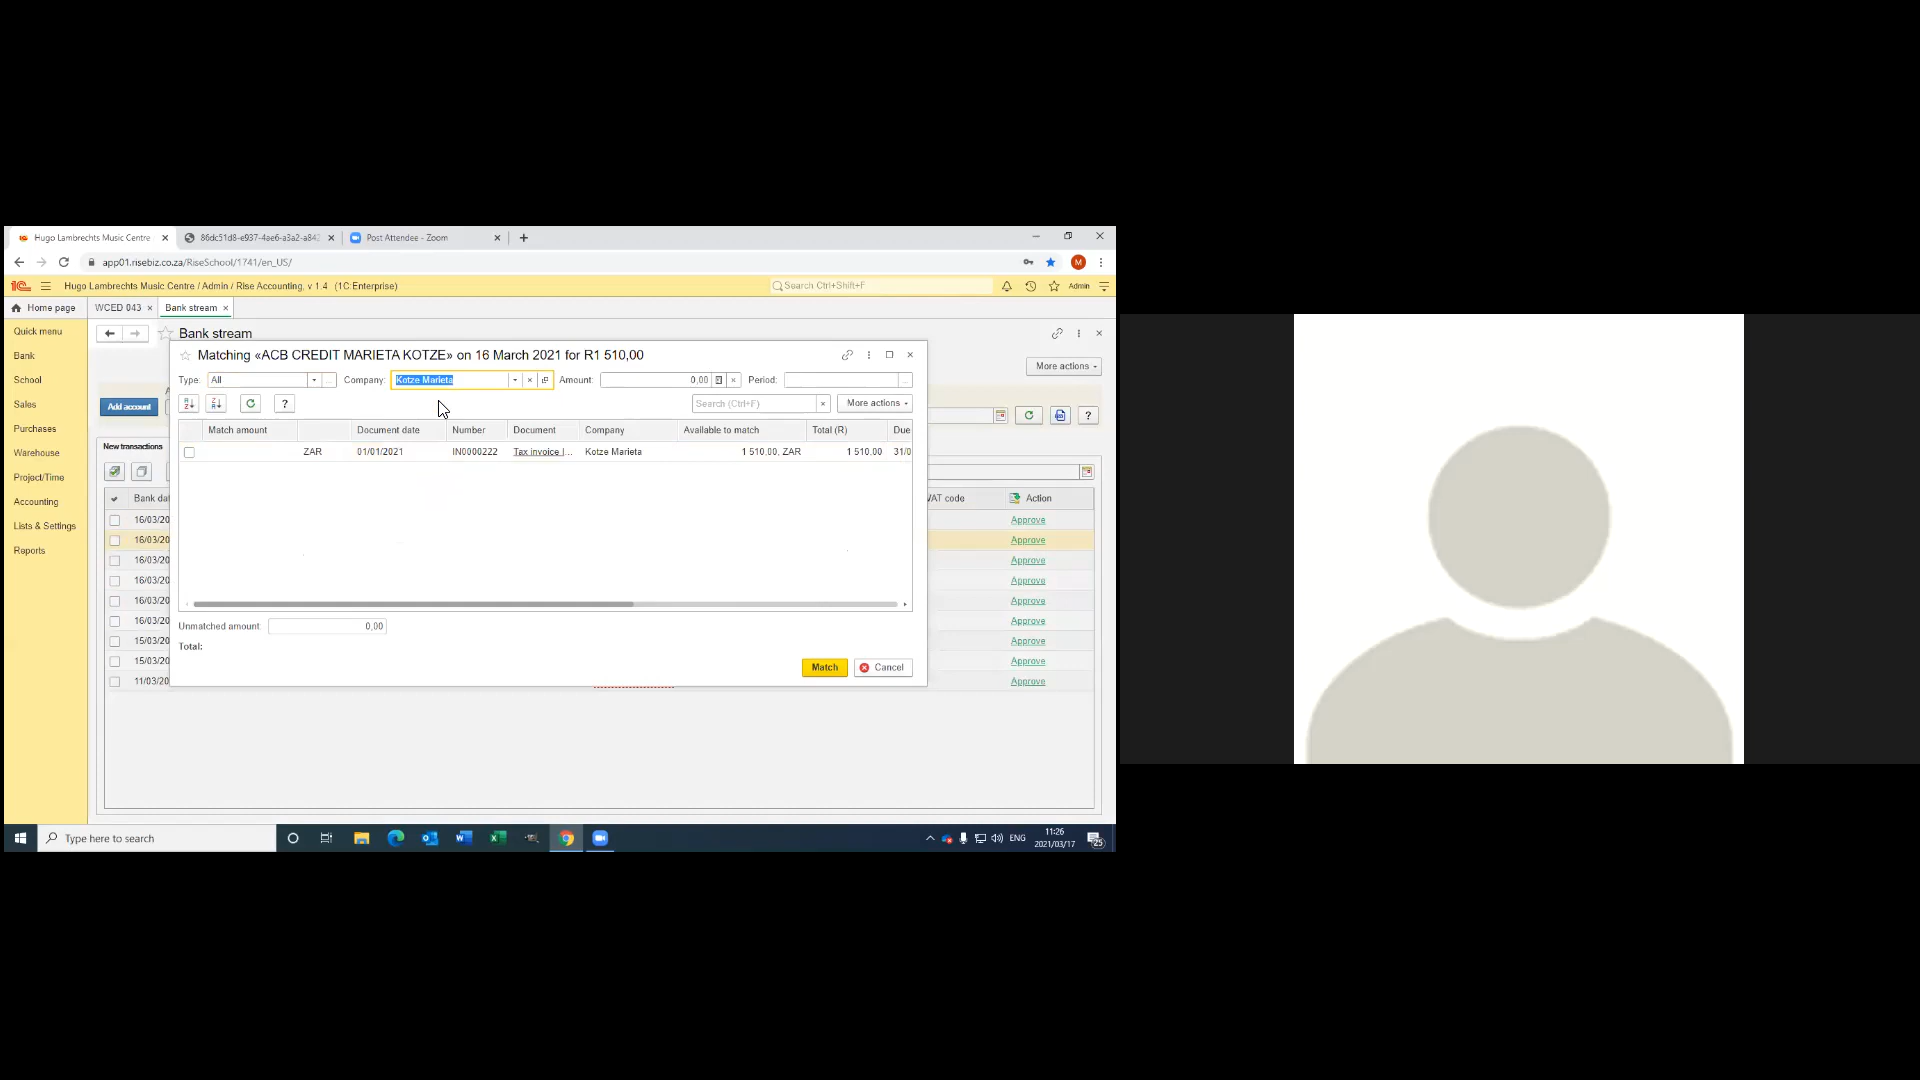 Hugo Lambrechts Music Centre
86dc51d8-e937-4ae6-a3a2-a842
Post Attendee - Zoom
app01.risebiz.co.za/RiseSchool/1741/en_US/
M
Hugo Lambrechts Music Centre / Admin / Rise Accounting, v 1.4 (1C:Enterprise)
Search Ctrl+Shift+F
Admin
Home page
WCED 043
Bank stream
Quick menu
Bank
School
Sales
Purchases
Warehouse
Project/Time
Accounting
Lists & Settings
Reports
Bank stream
More actions
Add account
New transactions
Matching «ACB CREDIT MARIETA KOTZE» on 16 March 2021 for R1 510,00
Type: All Company: Kotze Marieta Amount: 0,00 Period:
? Search (Ctrl+F) More actions
Match amount Document date Number Document Company Available to match Total (R) Due
ZAR 01/01/2021 IN0000222 Tax invoice I... Kotze Marieta 1 510,00, ZAR 1 510,00 31/0
Unmatched amount: 0,00
Total:
Match Cancel
?
Bank dat VAT code Action
16/03/20 Approve
16/03/20 Approve
16/03/20 Approve
16/03/20 Approve
16/03/20 Approve
16/03/20 Approve
15/03/20 Approve
15/03/20 Approve
11/03/20 Approve
Type here to search
ENG
11:26
2021/03/17
25